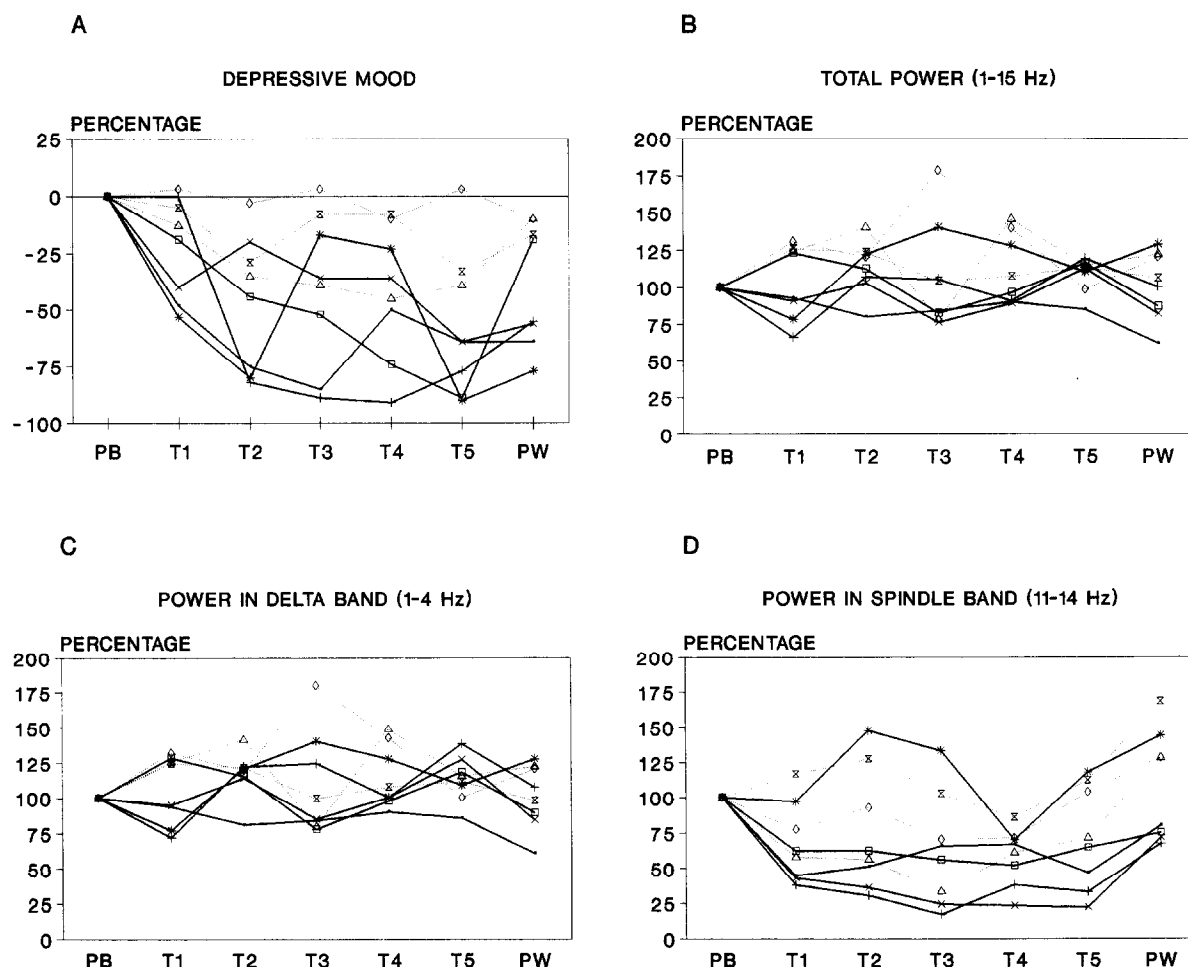 A
DEPRESSIVE MOOD
PERCENTAGE
25
0
-25
-50
-75
-100
PB T1 T2 T3 T4 T5 PW
B
TOTAL POWER (1-15 Hz)
PERCENTAGE
200
175
150
125
100
75
50
25
0
PB T1 T2 T3 T4 T5 PW
C
POWER IN DELTA BAND (1-4 Hz)
PERCENTAGE
200
175
150
125
100
75
50
25
0
PB T1 T2 T3 T4 T5 PW
D
POWER IN SPINDLE BAND (11-14 Hz)
PERCENTAGE
200
175
150
125
100
75
50
25
0
PB T1 T2 T3 T4 T5 PW